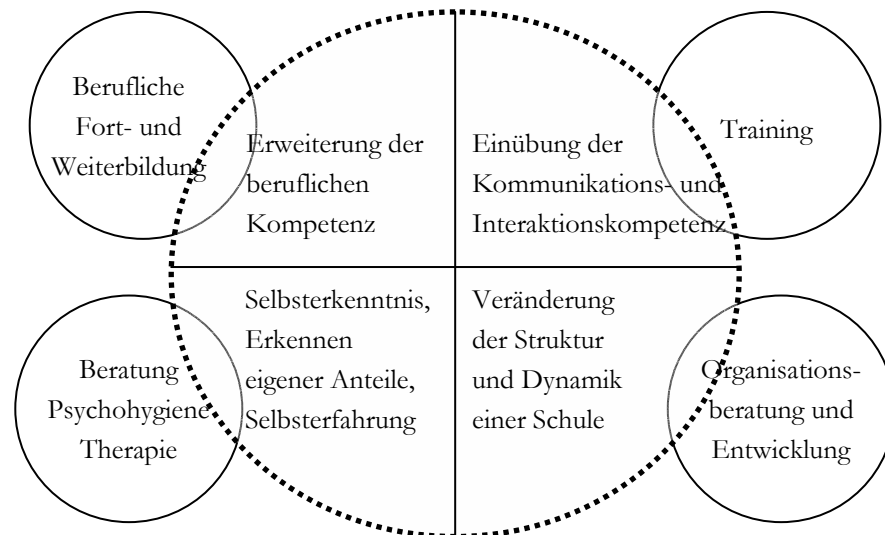 Berufliche
Fort- und
Weiterbildung
Erweiterung der
beruflichen
Kompetenz
Einübung der
Kommunikations- und
Interaktionskompetenz
Training
Beratung
Psychohygiene
Therapie
Selbsterkenntnis,
Erkennen
eigener Anteile,
Selbsterfahrung
Veränderung
der Struktur
und Dynamik
einer Schule
Organisations-
beratung und
Entwicklung